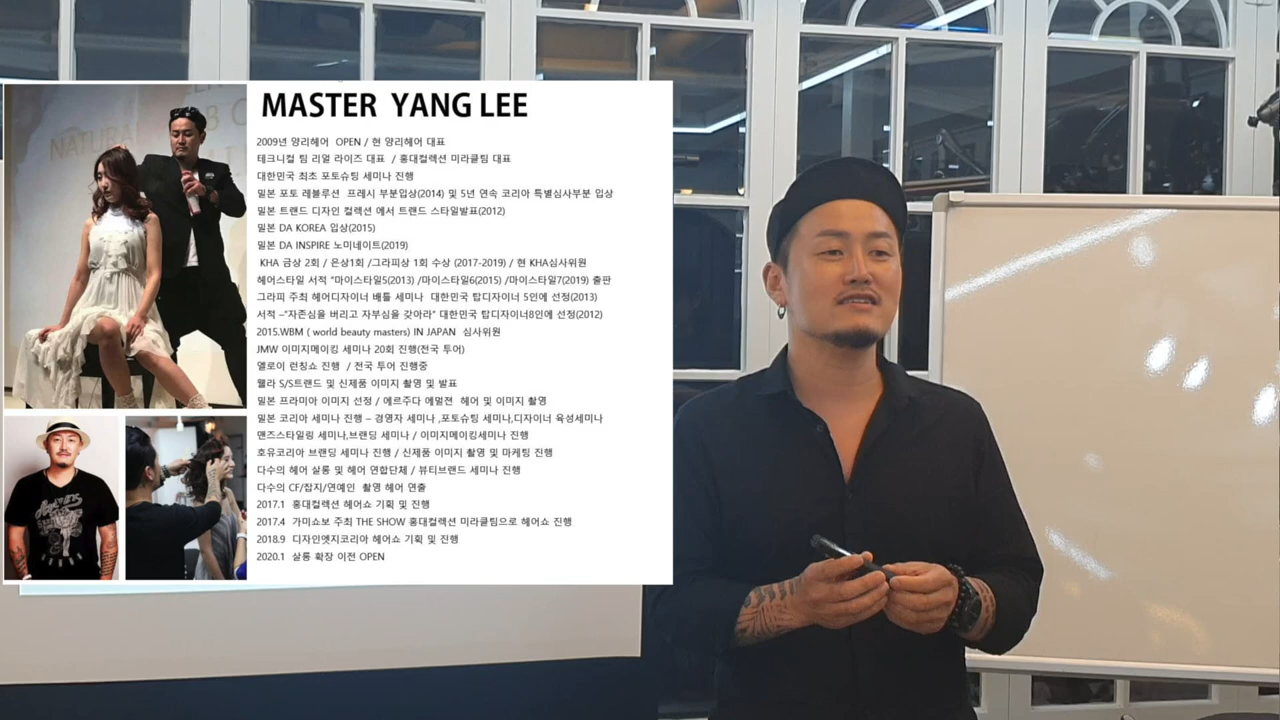 MASTER YANG LEE
2009년 양리헤어 OPEN / 현 양리헤어 대표
테크니컬 팀 리얼 라이즈 대표 / 홍대컬렉션 미라클팀 대표
대한민국 최초 포토슈팅 세미나 진행
밀본 포토 레블루션 프레시 부분입상(2014) 및 5년 연속 코리아 특별심사부분 입상
밀본 트랜드 디자인 컬렉션 에서 트랜드 스타일발표(2012)
밀본 DA KOREA 입상(2015)
밀본 DA INSPIRE 노미네이트(2019)
KHA 금상 2회 / 은상1회 /그라피상 1회 수상 (2017-2019) / 현 KHA심사위원
헤어스타일 서적 “마이스타일5(2013) /마이스타일6(2015) /마이스타일7(2019) 출판
그라피 주최 헤어디자이너 배틀 세미나 대한민국 탑디자이너 5인에 선정(2013)
서적 –“자존심을 버리고 자부심을 갖아라” 대한민국 탑디자이너8인에 선정(2012)
2015.WBM ( world beauty masters) IN JAPAN 심사위원
JMW 이미지메이킹 세미나 20회 진행(전국 투어)
엘로이 런칭쇼 진행 / 전국 투어 진행중
웰라 S/S트랜드 및 신제품 이미지 촬영 및 발표
밀본 프라미아 이미지 선정 / 에르주다 에멀젼 헤어 및 이미지 촬영
밀본 코리아 세미나 진행 – 경영자 세미나 ,포토슈팅 세미나,디자이너 육성세미나
맨즈스타일링 세미나,브랜딩 세미나 / 이미지메이킹세미나 진행
호유코리아 브랜딩 세미나 진행 / 신제품 이미지 촬영 및 마케팅 진행
다수의 헤어 살롱 및 헤어 연합단체 / 뷰티브랜드 세미나 진행
다수의 CF/잡지/연예인 촬영 헤어 연출
2017.1 홍대컬렉션 헤어쇼 기획 및 진행
2017.4 가미쇼보 주최 THE SHOW 홍대컬렉션 미라클팀으로 헤어쇼 진행
2018.9 디자인엣지코리아 헤어쇼 기획 및 진행
2020.1 살롱 확장 이전 OPEN